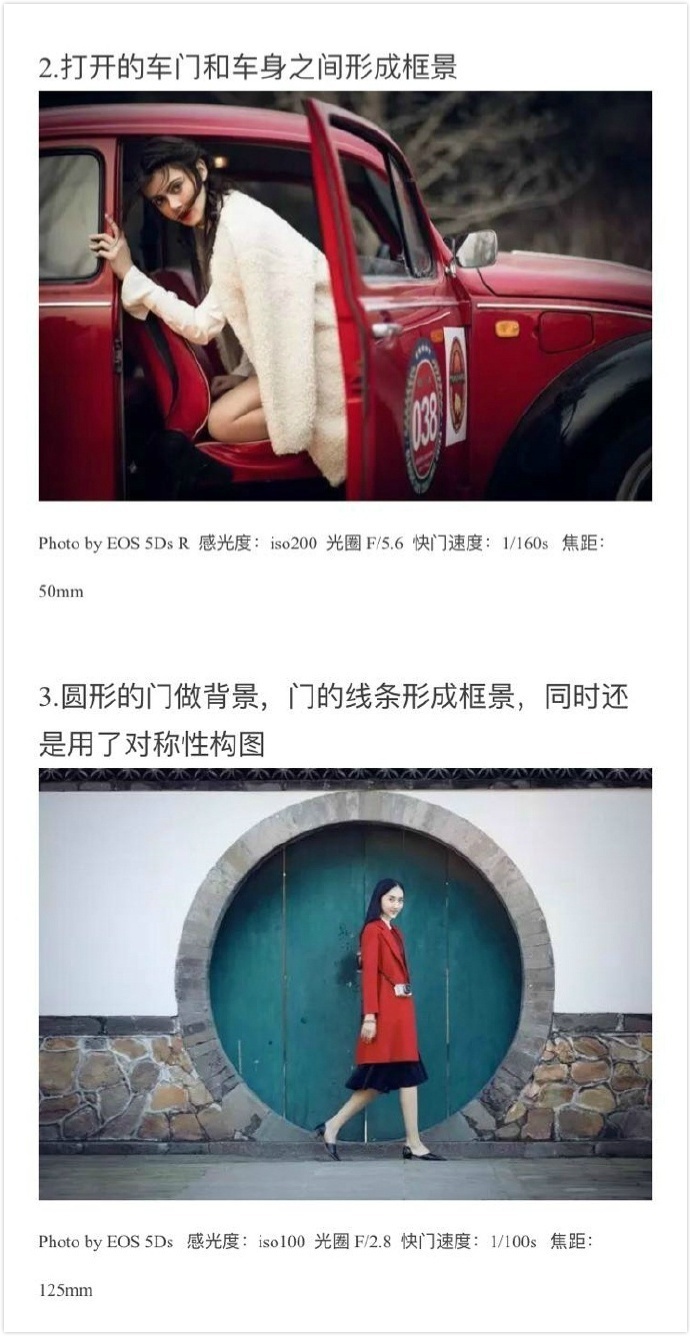 2.打开的车门和车身之间形成框景
038
Photo by EOS 5Ds R 感光度：iso200 光圈 F/5.6 快门速度：1/160s 焦距：
50mm
3.圆形的门做背景，门的线条形成框景，同时还
是用了对称性构图
Photo by EOS 5Ds 感光度：iso100 光圈 F/2.8 快门速度：1/100s 焦距：
125mm